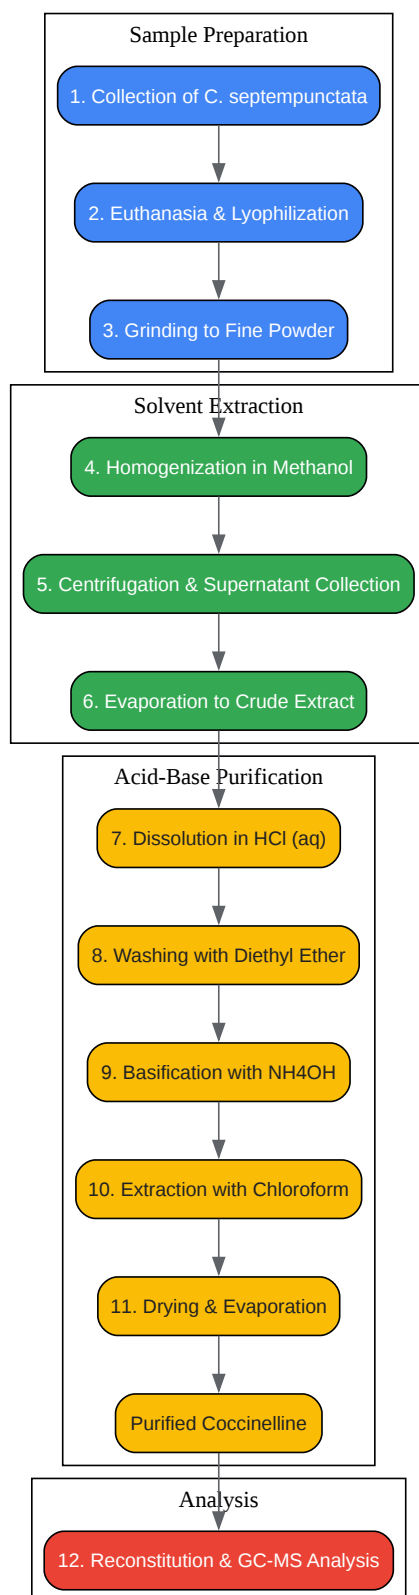 Sample Preparation
1. Collection of C. septempunctata
2. Euthanasia & Lyophilization
3. Grinding to Fine Powder
Solvent Extraction
4. Homogenization in Methanol
5. Centrifugation & Supernatant Collection
6. Evaporation to Crude Extract
Acid-Base Purification
7. Dissolution in HCl (aq)
8. Washing with Diethyl Ether
9. Basification with NH4OH
10. Extraction with Chloroform
11. Drying & Evaporation
Purified Coccinelline
Analysis
12. Reconstitution & GC-MS Analysis